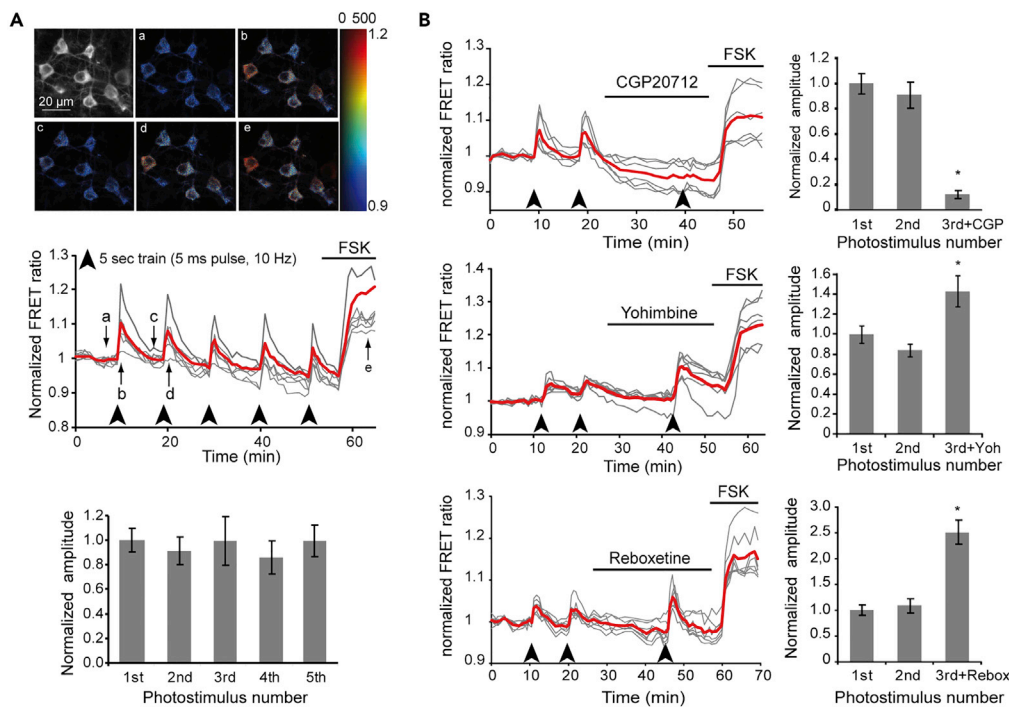 A
0 500
1.2
0.9
a
b
20 µm
c
d
e
Normalized FRET ratio
1.3
1.2
1.1
1
0.9
0.8
5 sec train (5 ms pulse, 10 Hz)
FSK
a
c
b
d
e
0 20 40 60
Time (min)
Normalized amplitude
1.2
1.0
0.8
0.6
0.4
0.2
0.0
1st 2nd 3rd 4th 5th
Photostimulus number
B
normalized FRET ratio
1.3
1.2
1.1
1
0.9
CGP20712
FSK
0 10 20 30 40 50
Time (min)
Normalized amplitude
1.2
1.0
0.8
0.6
0.4
0.2
0
*
1st 2nd 3rd+CGP
Photostimulus number
normalized FRET ratio
1.4
1.3
1.2
1.1
1
0.9
Yohimbine
FSK
0 10 20 30 40 50 60
Time (min)
Normalized amplitude
1.6
1.4
1.2
1.0
0.8
0.6
0.4
0.2
0
*
1st 2nd 3rd+Yoh
Photostimulus number
normalized FRET ratio
1.3
1.2
1.1
1
0.9
Reboxetine
FSK
0 10 20 30 40 50 60 70
Time (min)
Normalized amplitude
3.0
2.5
2.0
1.5
1.0
0.5
0
*
1st 2nd 3rd+Rebox
Photostimulus number